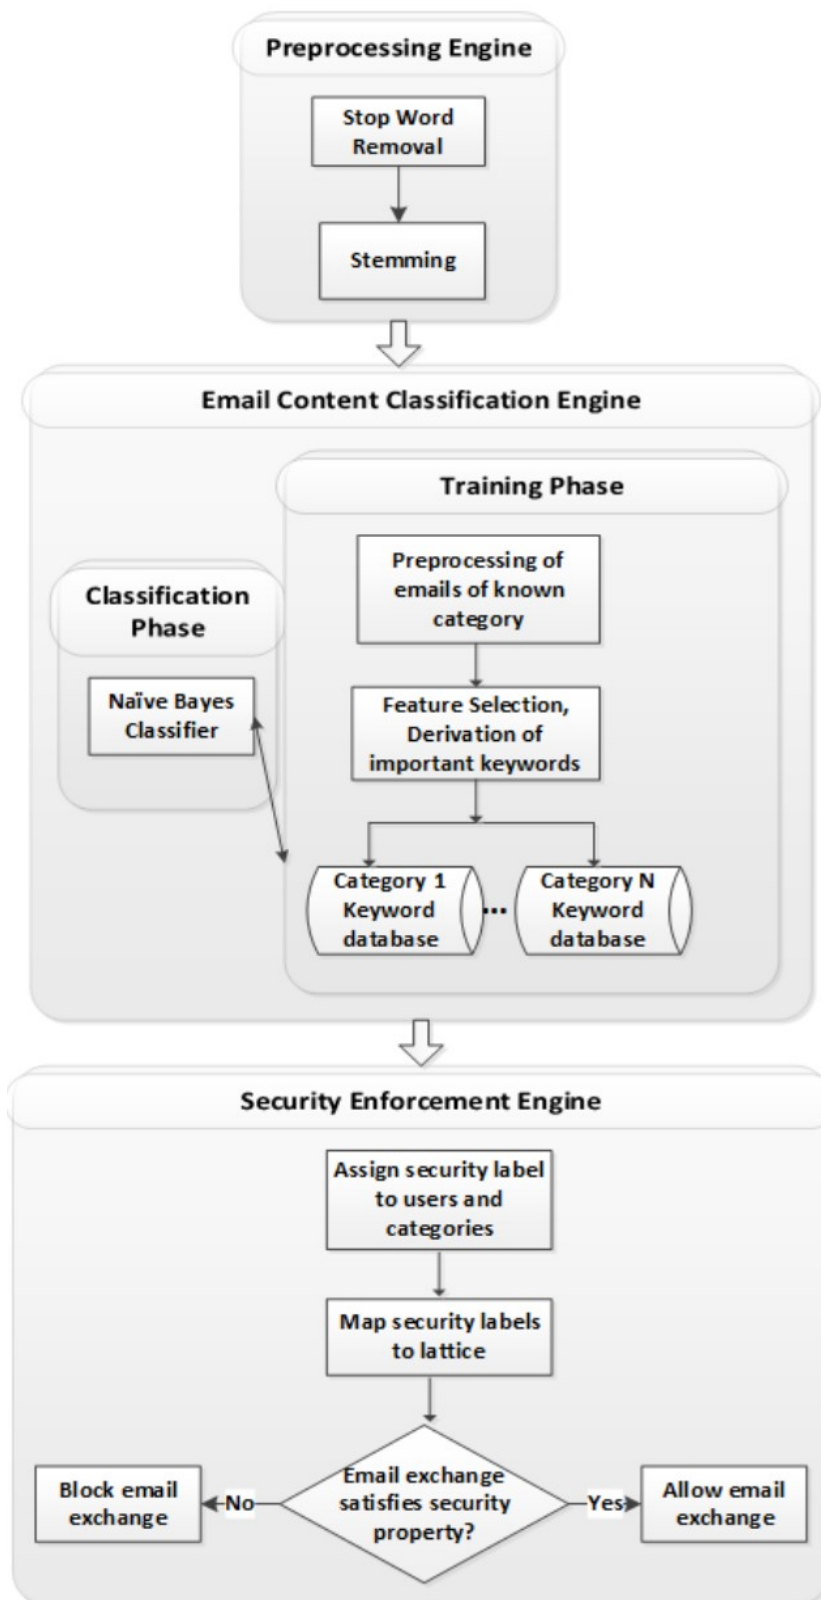 Preprocessing Engine
Stop Word
Removal
Stemming
Email Content Classification Engine
Training Phase
Preprocessing of
emails of known
category
Classification
Phase
Naïve Bayes
Classifier
Feature Selection,
Derivation of
important keywords
Category 1
Keyword
database
...
Category N
Keyword
database
Security Enforcement Engine
Assign security label
to users and
categories
Map security labels
to lattice
Email exchange
satisfies security
property?
No
Block email
exchange
Yes
Allow email
exchange